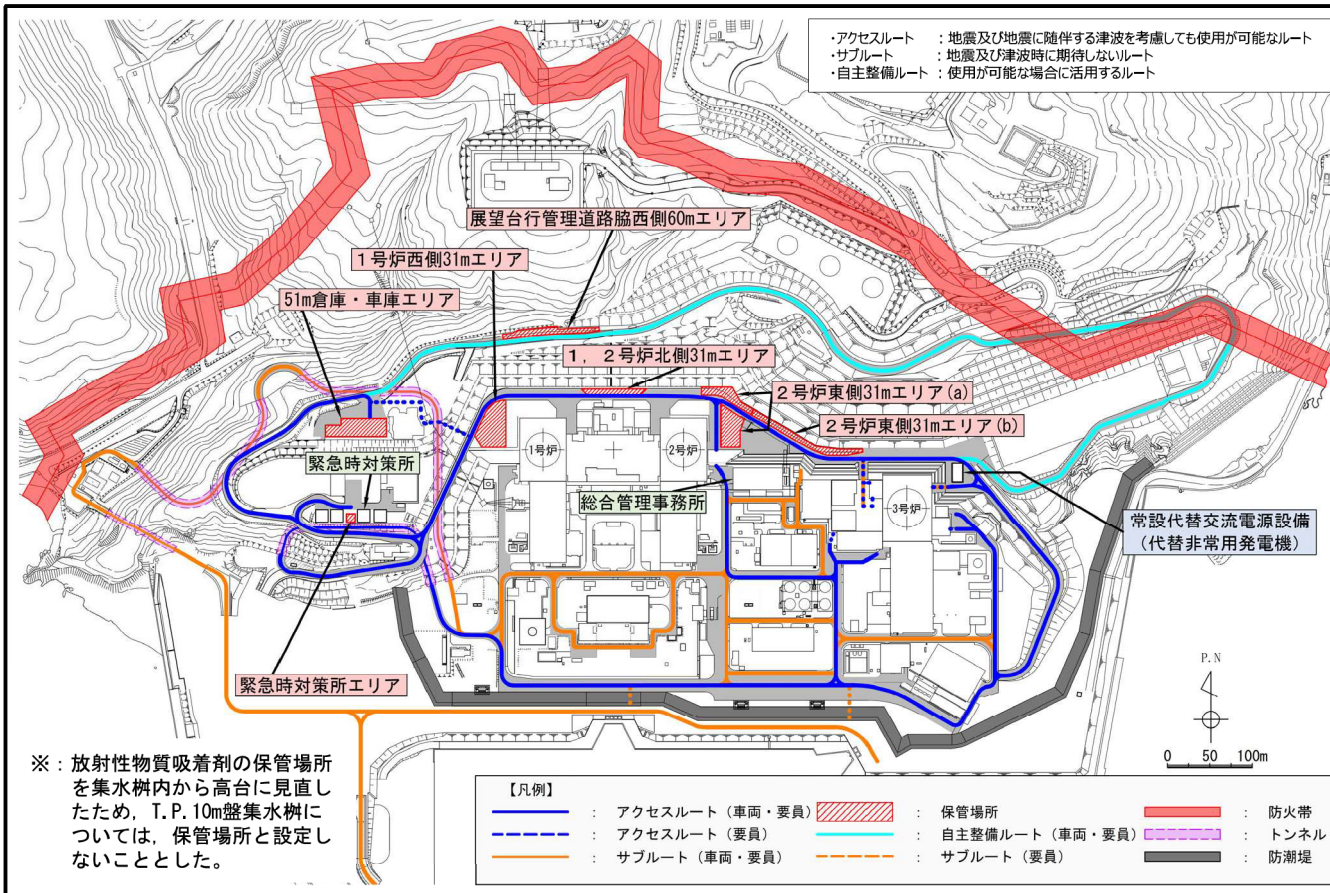 ・アクセスルート　：地震及び地震に随伴する津波を考慮しても使用が可能なルート
・サブルート　：地震及び津波時に期待しないルート
・自主整備ルート：使用が可能な場合に活用するルート
展望台行管理道路脇西側60mエリア
1号炉西側31mエリア
51m倉庫・車庫エリア
1，2号炉北側31mエリア
2号炉東側31mエリア(a)
2号炉東側31mエリア(b)
1号炉
2号炉
緊急時対策所
総合管理事務所
3号炉
常設代替交流電源設備
（代替非常用発電機）
緊急時対策所エリア
P.N
0 50 100m
※：放射性物質吸着剤の保管場所
を集水桝内から高台に見直し
たため，T.P.10m盤集水桝に
ついては，保管場所と設定し
ないこととした。
【凡例】
：アクセスルート（車両・要員）　：保管場所　：防火帯
：アクセスルート（要員）　：自主整備ルート（車両・要員）　：トンネル
：サブルート（車両・要員）　：サブルート（要員）　：防潮堤